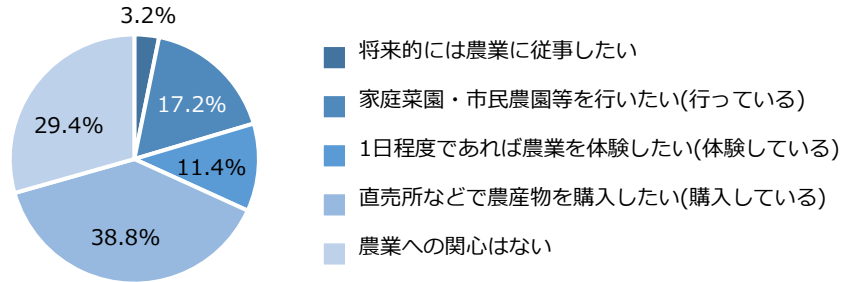 3.2%
17.2%
11.4%
38.8%
29.4%
将来的には農業に従事したい
家庭菜園・市民農園等を行いたい(行っている)
1日程度であれば農業を体験したい(体験している)
直売所などで農産物を購入したい(購入している)
農業への関心はない